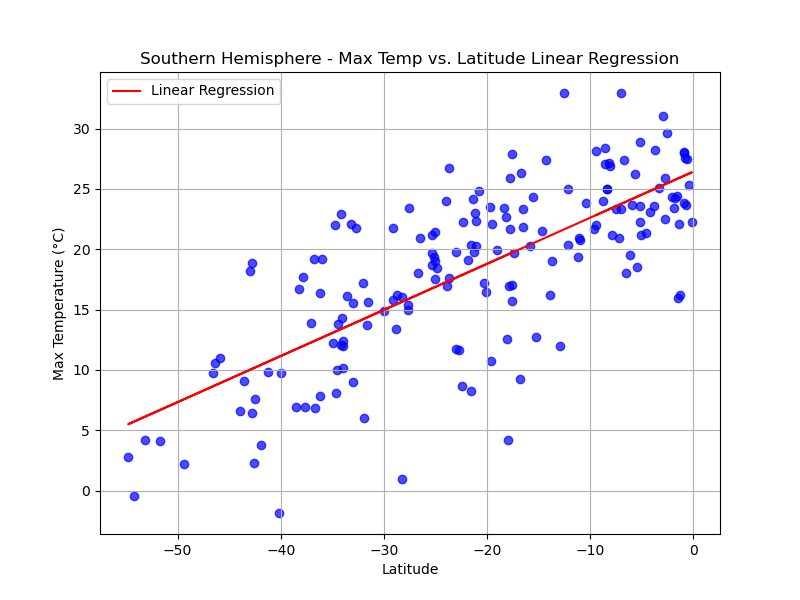 Southern Hemisphere - Max Temp vs. Latitude Linear Regression
Linear Regression
30
25
20
15
10
5
0
Max Temperature (°C)
−50 −40 −30 −20 −10 0
Latitude